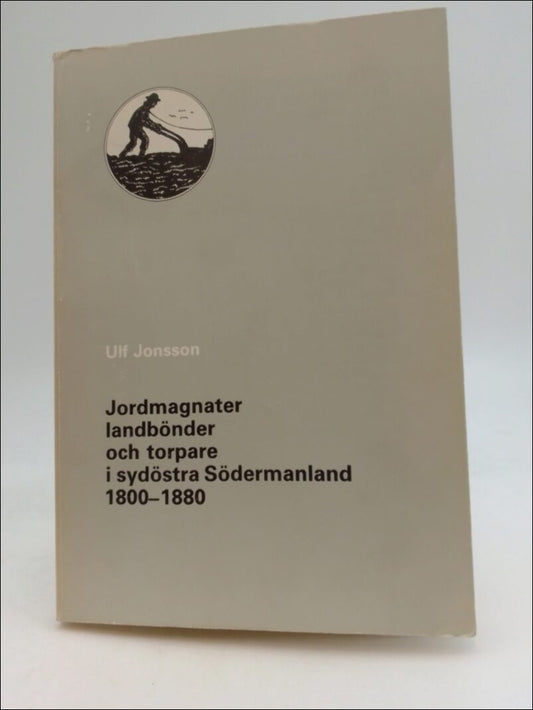 Ulf Jonsson
Jordmagnater
landbönder
och torpare
i sydöstra Södermanland
1800–1880